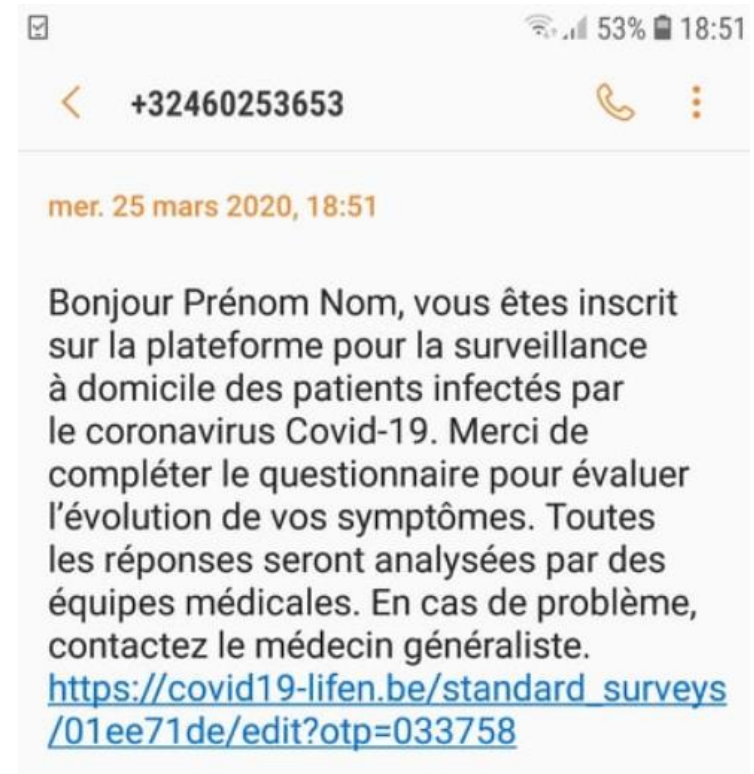 53% 18:51
+32460253653
mer. 25 mars 2020, 18:51
Bonjour Prénom Nom, vous êtes inscrit
sur la plateforme pour la surveillance
à domicile des patients infectés par
le coronavirus Covid-19. Merci de
compléter le questionnaire pour évaluer
l’évolution de vos symptômes. Toutes
les réponses seront analysées par des
équipes médicales. En cas de problème,
contactez le médecin généraliste.
https://covid19-lifen.be/standard_surveys
/01ee71de/edit?otp=033758